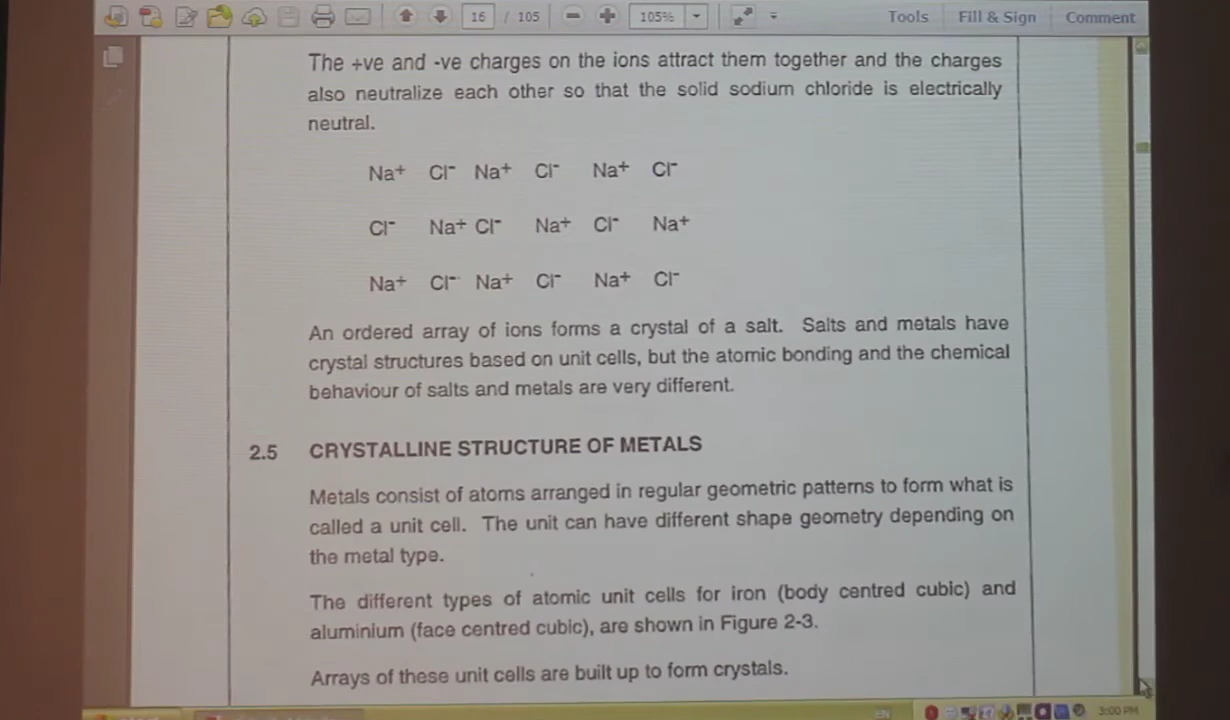 16 / 105 105% Tools Fill & Sign Comment
The +ve and -ve charges on the ions attract them together and the charges
also neutralize each other so that the solid sodium chloride is electrically
neutral.
Na⁺ Cl⁻ Na⁺ Cl⁻ Na⁺ Cl⁻
Cl⁻ Na⁺ Cl⁻ Na⁺ Cl⁻ Na⁺
Na⁺ Cl⁻ Na⁺ Cl⁻ Na⁺ Cl⁻
An ordered array of ions forms a crystal of a salt. Salts and metals have
crystal structures based on unit cells, but the atomic bonding and the chemical
behaviour of salts and metals are very different.
2.5 CRYSTALLINE STRUCTURE OF METALS
Metals consist of atoms arranged in regular geometric patterns to form what is
called a unit cell. The unit can have different shape geometry depending on
the metal type.
The different types of atomic unit cells for iron (body centred cubic) and
aluminium (face centred cubic), are shown in Figure 2-3.
Arrays of these unit cells are built up to form crystals.
EN 3:00 PM